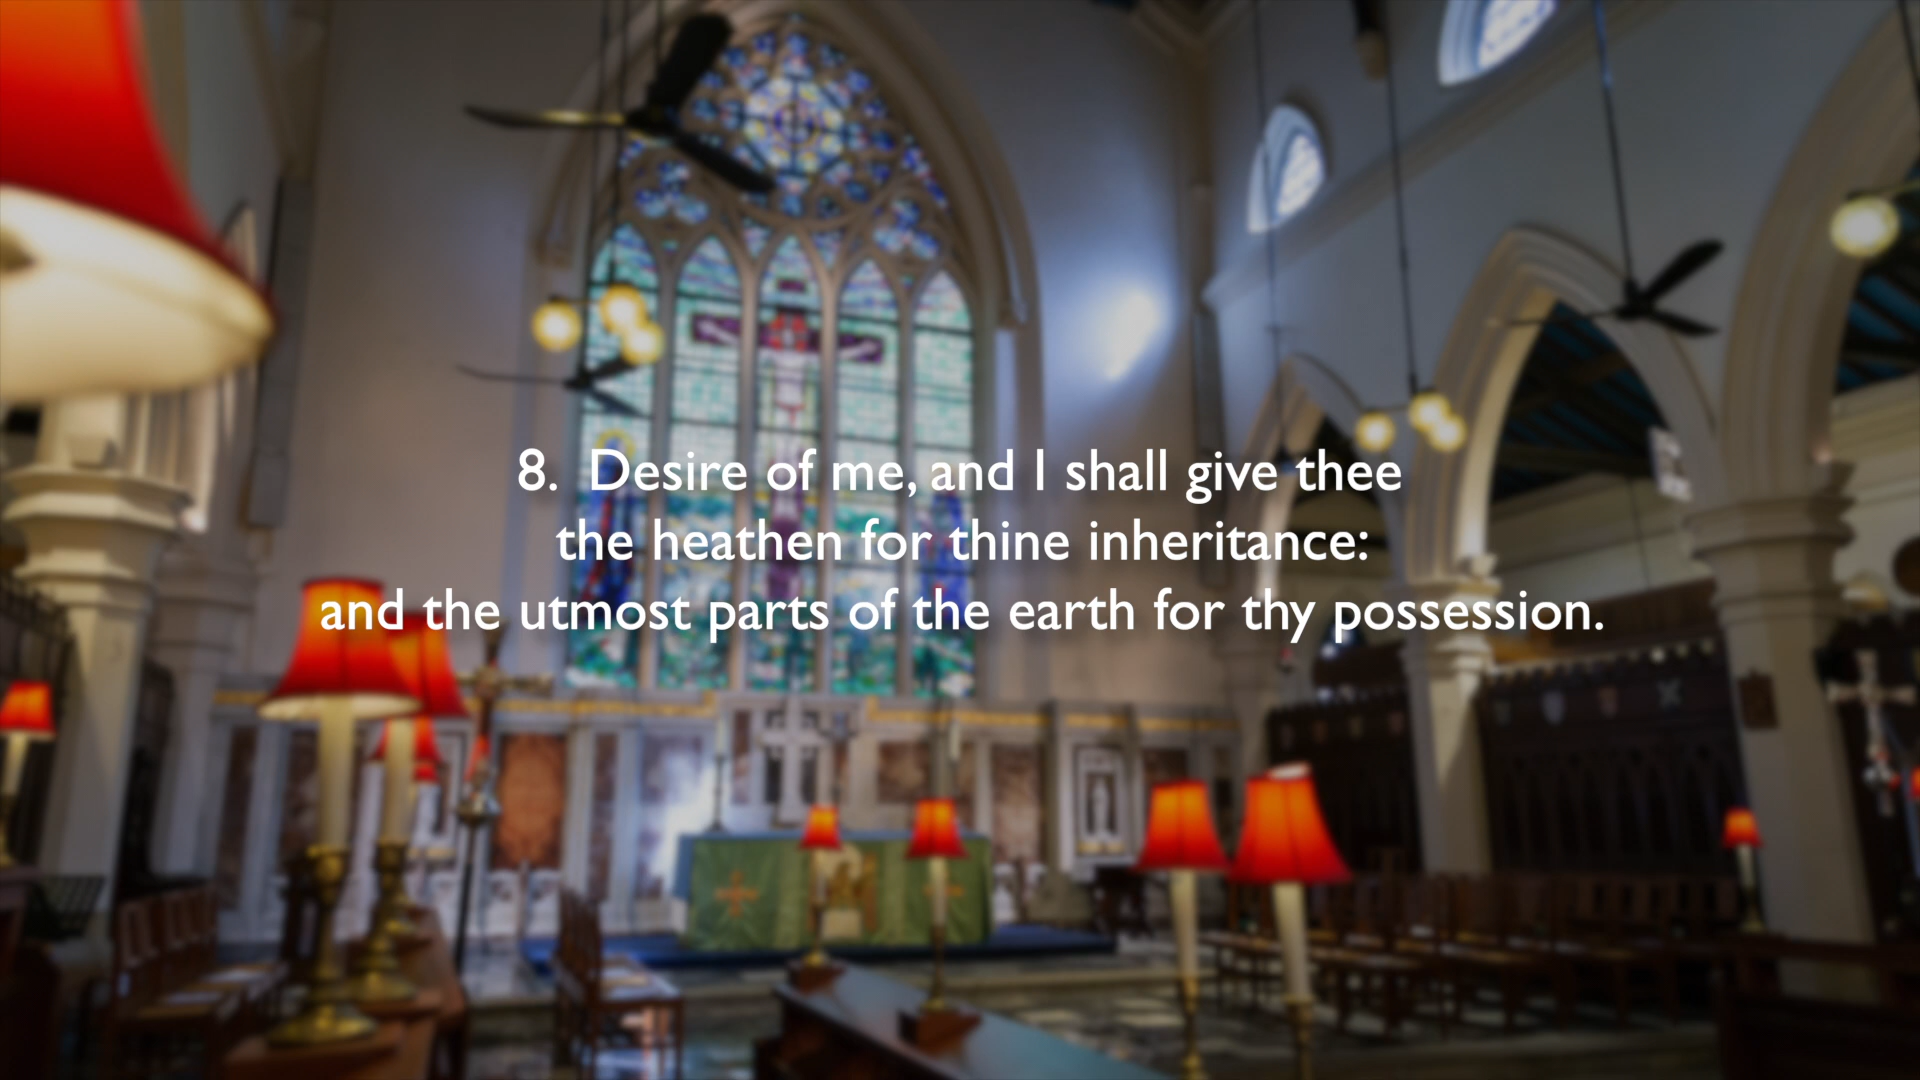 8. Desire of me, and I shall give thee
the heathen for thine inheritance:
and the utmost parts of the earth for thy possession.